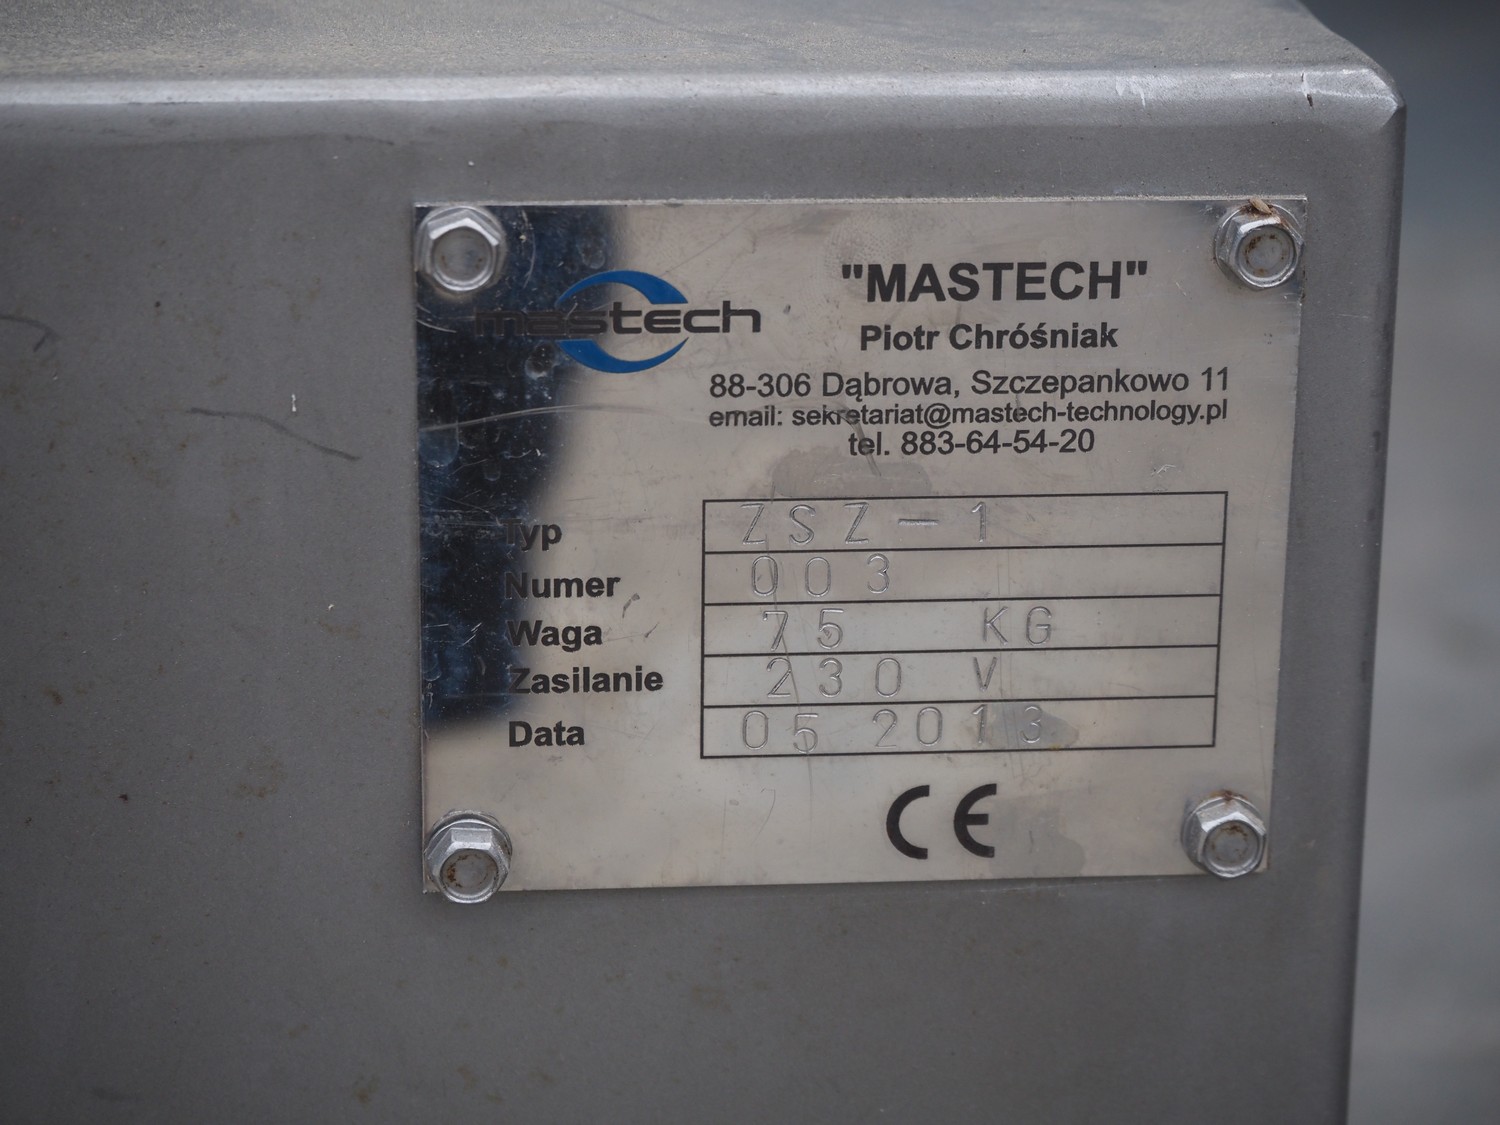 mastech
"MASTECH"
Piotr Chróśniak
88-306 Dąbrowa, Szczepankowo 11
email: sekretariat@mastech-technology.pl
tel. 883-64-54-20
Typ ZSZ-1
Numer 003
Waga 75 KG
Zasilanie 230 V
Data 05 2013
CE